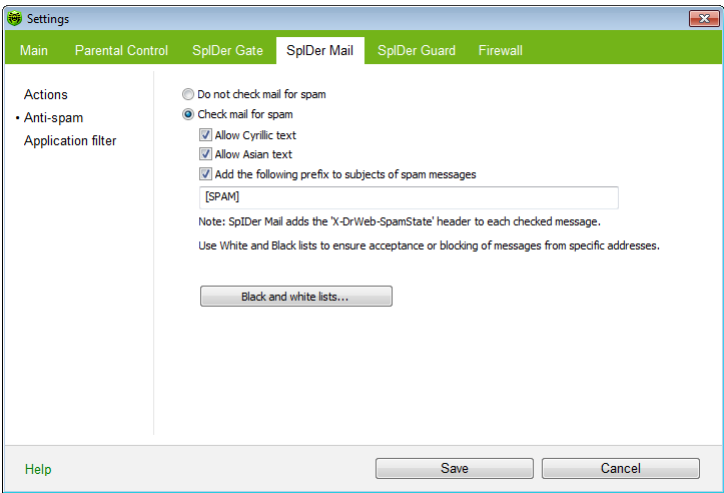 Settings
Main Parental Control SpIDer Gate SpIDer Mail SpIDer Guard Firewall
Actions
• Anti-spam
Application filter
Do not check mail for spam
Check mail for spam
Allow Cyrillic text
Allow Asian text
Add the following prefix to subjects of spam messages
[SPAM]
Note: SpIDer Mail adds the 'X-DrWeb-SpamState' header to each checked message.
Use White and Black lists to ensure acceptance or blocking of messages from specific addresses.
Black and white lists...
Help Save Cancel